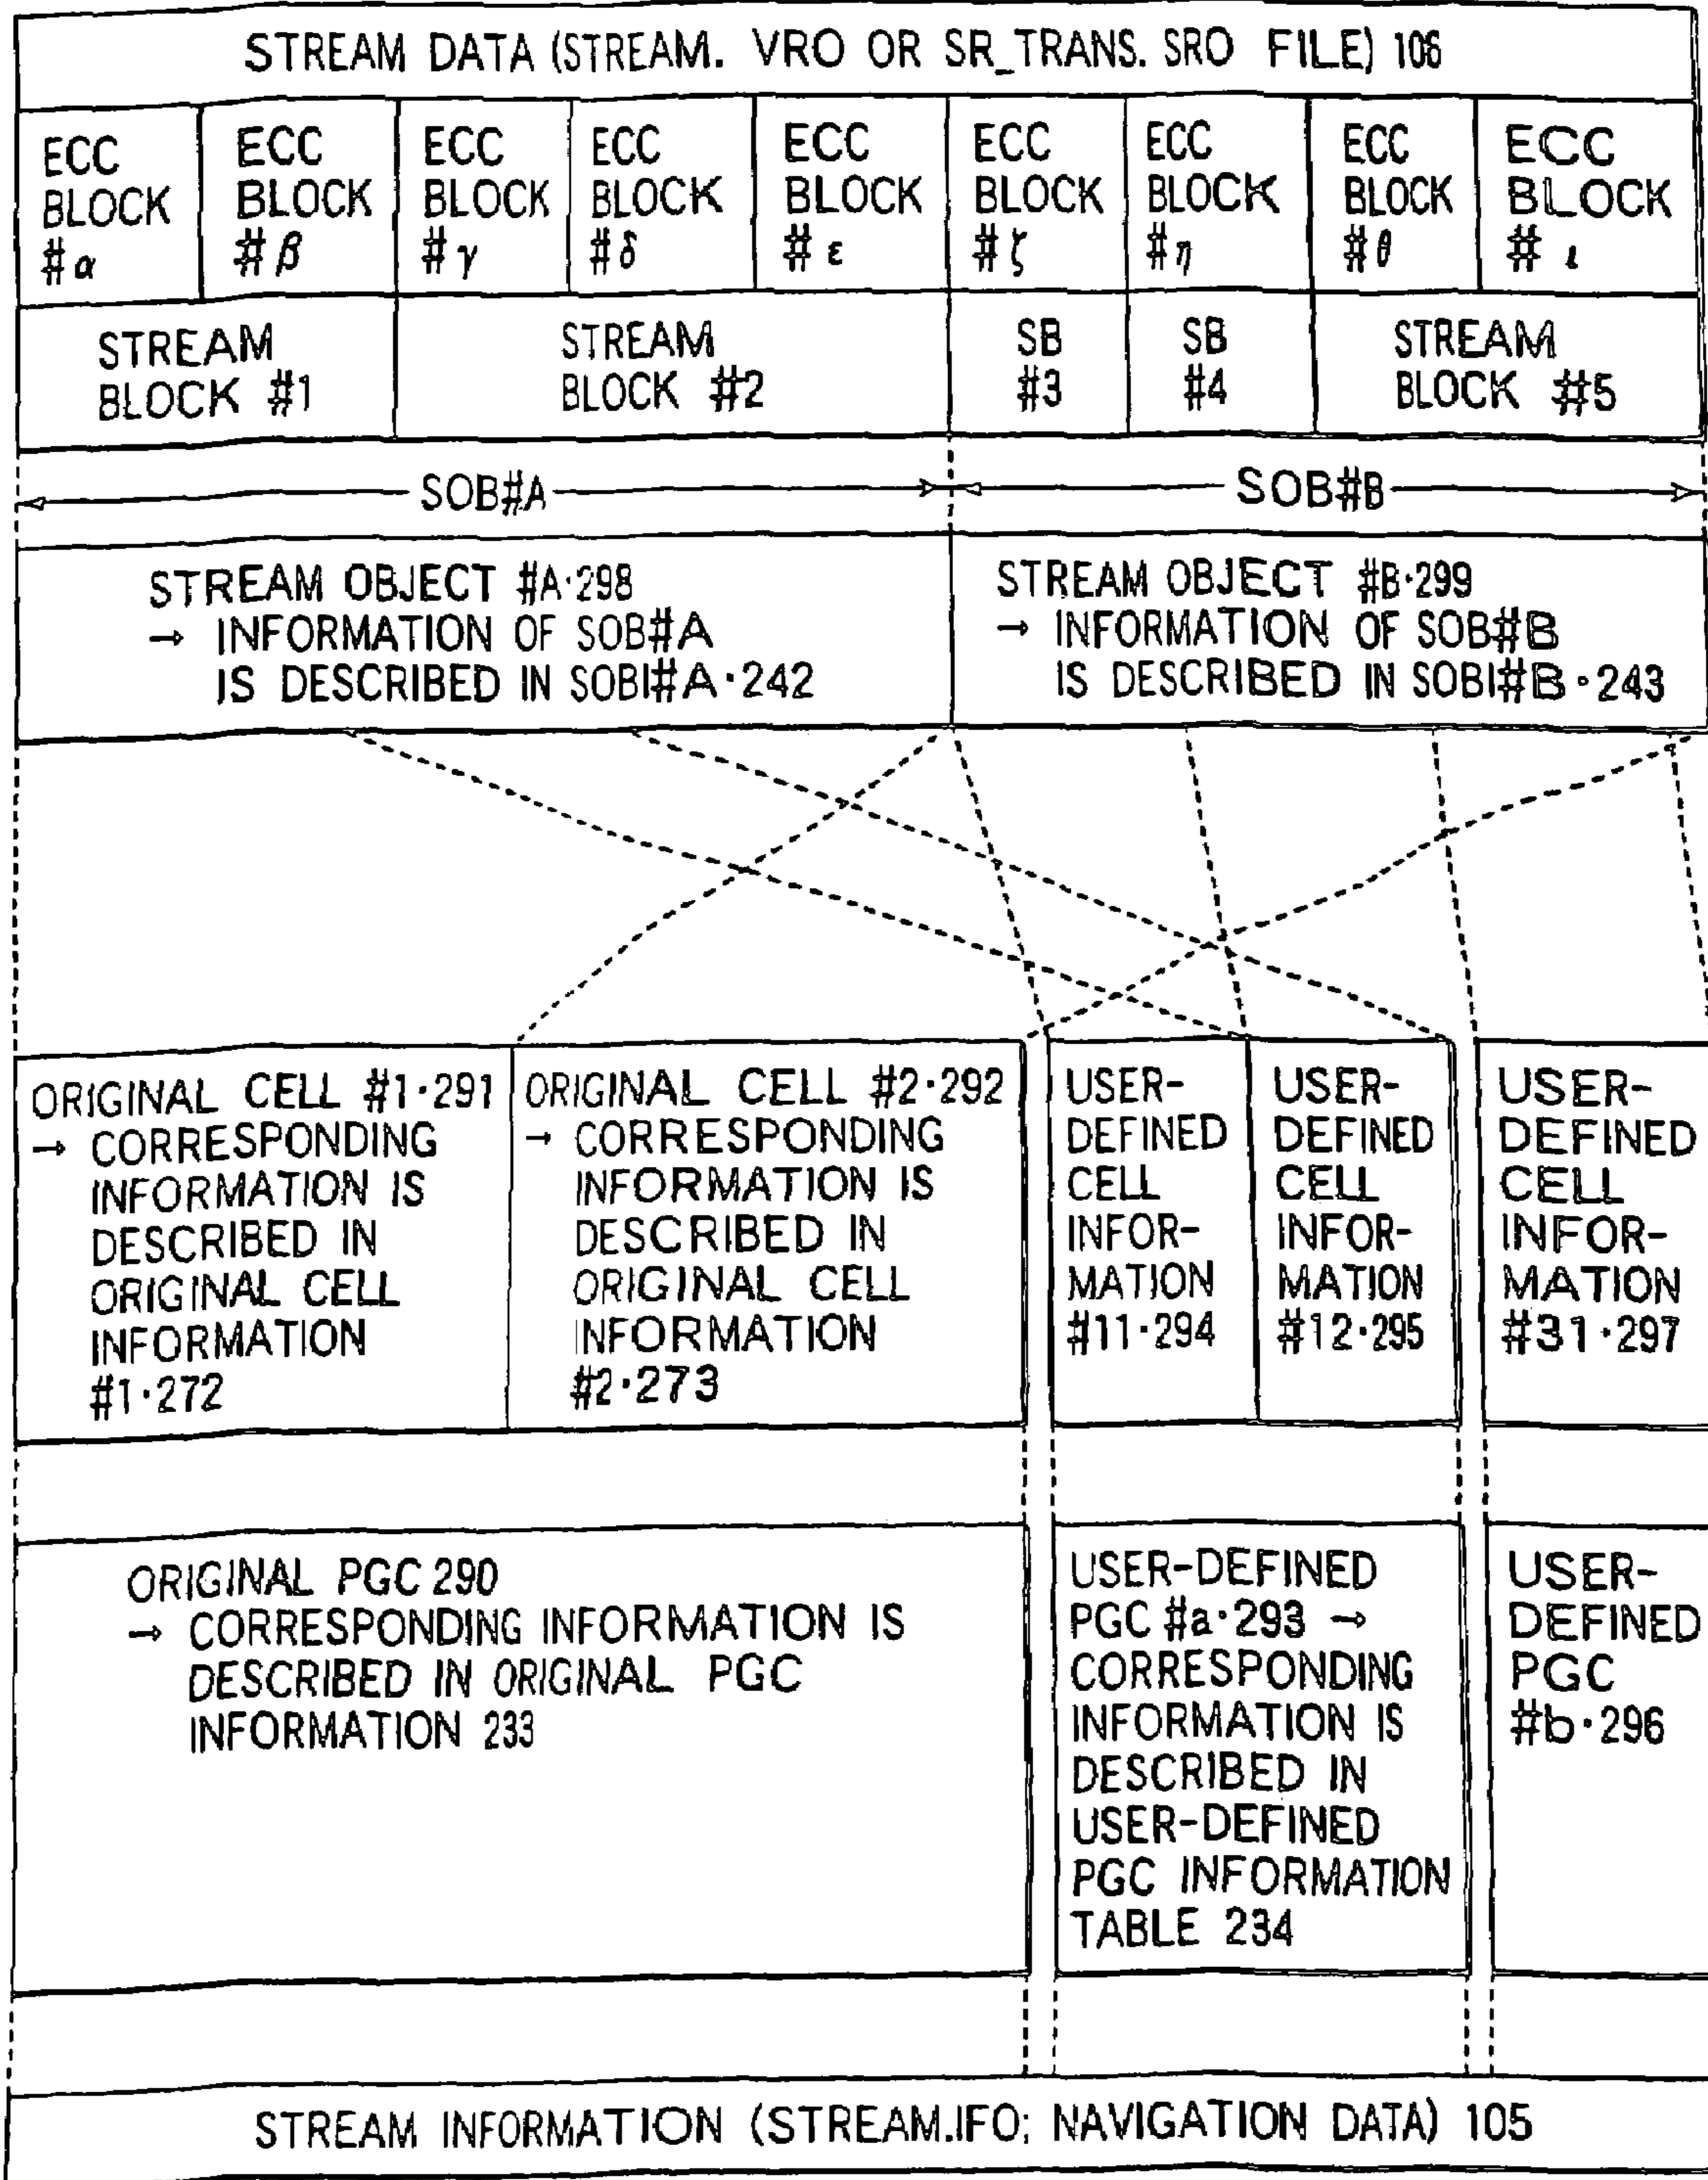 STREAM DATA (STREAM. VRO OR SR_TRANS. SRO FILE) 106
ECC
BLOCK
#α
ECC
BLOCK
#β
ECC
BLOCK
#γ
ECC
BLOCK
#δ
ECC
BLOCK
#ε
ECC
BLOCK
#ζ
ECC
BLOCK
#η
ECC
BLOCK
#θ
ECC
BLOCK
#ι
STREAM
BLOCK #1
STREAM
BLOCK #2
SB
#3
SB
#4
STREAM
BLOCK #5
SOB#A
SOB#B
STREAM OBJECT #A·298
→ INFORMATION OF SOB#A
IS DESCRIBED IN SOBI#A·242
STREAM OBJECT #B·299
→ INFORMATION OF SOB#B
IS DESCRIBED IN SOBI#B·243
ORIGINAL CELL #1·291
→ CORRESPONDING
INFORMATION IS
DESCRIBED IN
ORIGINAL CELL
INFORMATION
#1·272
ORIGINAL CELL #2·292
→ CORRESPONDING
INFORMATION IS
DESCRIBED IN
ORIGINAL CELL
INFORMATION
#2·273
USER-
DEFINED
CELL
INFOR-
MATION
#11·294
USER-
DEFINED
CELL
INFOR-
MATION
#12·295
USER-
DEFINED
CELL
INFOR-
MATION
#31·297
ORIGINAL PGC 290
→ CORRESPONDING INFORMATION IS
DESCRIBED IN ORIGINAL PGC
INFORMATION 233
USER-DEFINED
PGC #a·293 →
CORRESPONDING
INFORMATION IS
DESCRIBED IN
USER-DEFINED
PGC INFORMATION
TABLE 234
USER-
DEFINED
PGC
#b·296
STREAM INFORMATION (STREAM.IFO; NAVIGATION DATA) 105